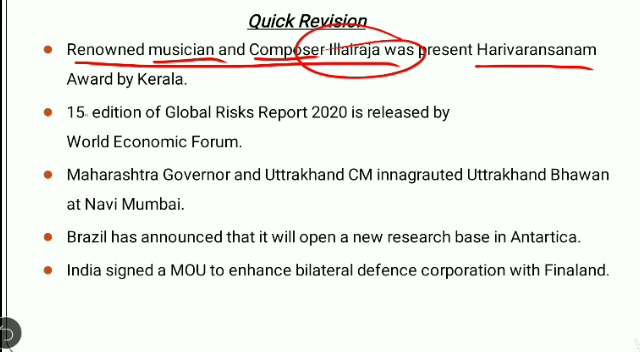 Quick Revision
Renowned musician and Composer Illalraja was present Harivaransanam
Award by Kerala.
15. edition of Global Risks Report 2020 is released by
World Economic Forum.
Maharashtra Governor and Uttrakhand CM innagrauted Uttrakhand Bhawan
at Navi Mumbai.
Brazil has announced that it will open a new research base in Antartica.
India signed a MOU to enhance bilateral defence corporation with Finaland.